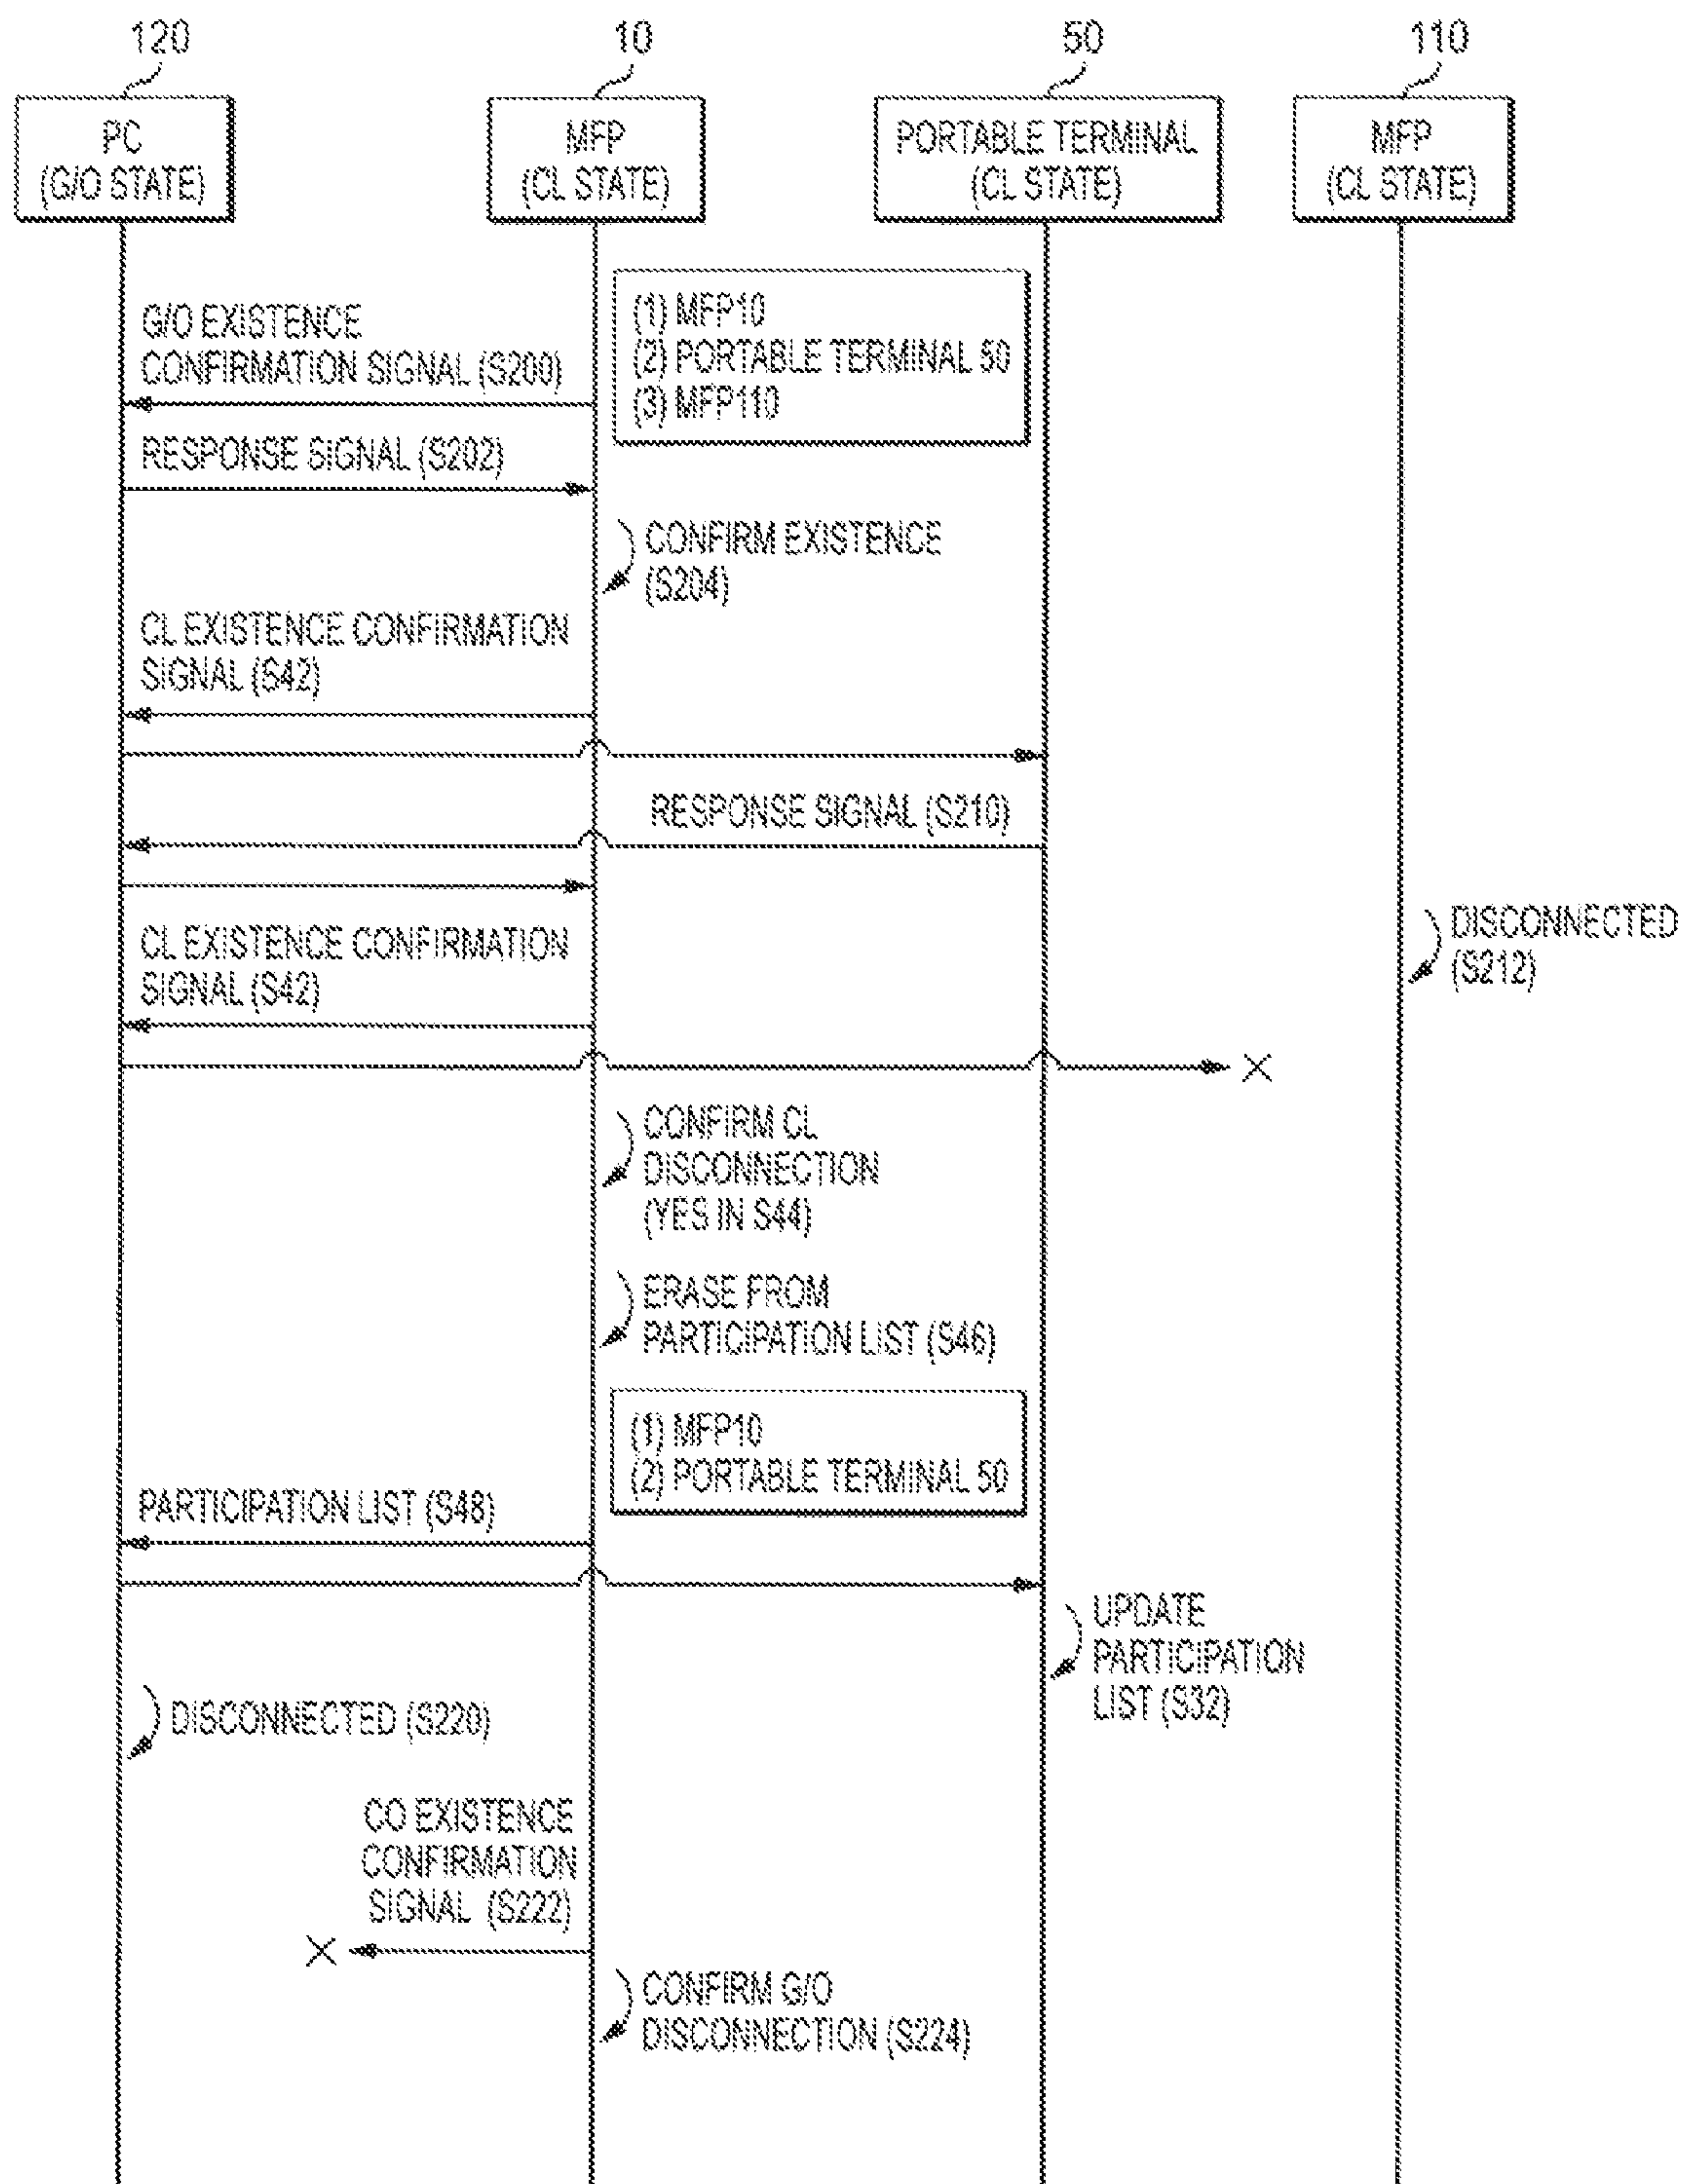 120
10
50
110
PC
(G/O STATE)
MFP
(CL STATE)
PORTABLE TERMINAL
(CL STATE)
MFP
(CL STATE)
G/O EXISTENCE
CONFIRMATION SIGNAL (S200)
(1) MFP10
(2) PORTABLE TERMINAL 50
(3) MFP110
RESPONSE SIGNAL (S202)
CONFIRM EXISTENCE
(S204)
CL EXISTENCE CONFIRMATION
SIGNAL (S42)
RESPONSE SIGNAL (S210)
DISCONNECTED
(S212)
CL EXISTENCE CONFIRMATION
SIGNAL (S42)
CONFIRM CL
DISCONNECTION
(YES IN S44)
ERASE FROM
PARTICIPATION LIST (S46)
(1) MFP10
(2) PORTABLE TERMINAL 50
PARTICIPATION LIST (S48)
UPDATE
PARTICIPATION
LIST (S32)
DISCONNECTED (S220)
CO EXISTENCE
CONFIRMATION
SIGNAL (S222)
CONFIRM G/O
DISCONNECTION (S224)